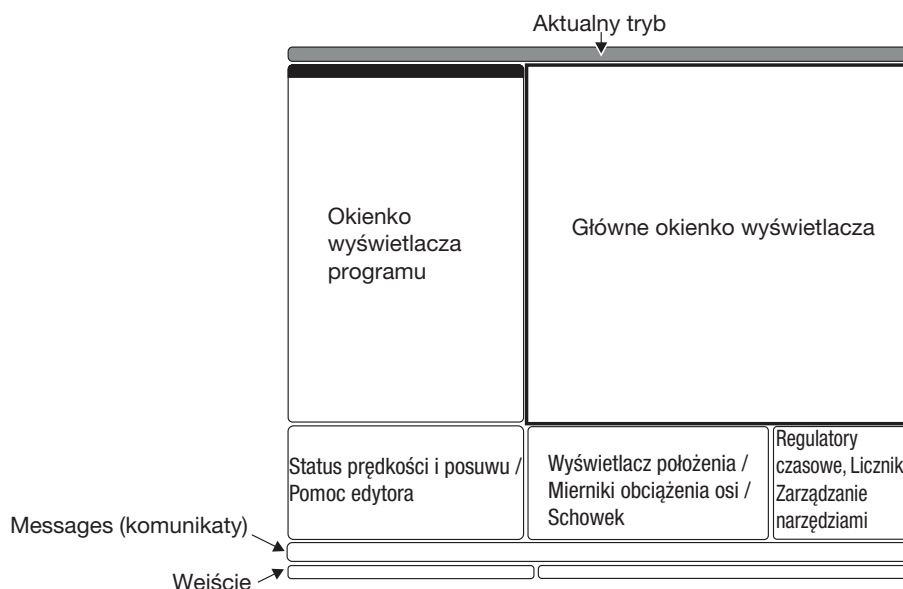 Aktualny tryb
Okienko
wyświetlacza
programu
Główne okienko wyświetlacza
Status prędkości i posuwu /
Pomoc edytora
Wyświetlacz położenia /
Mierniki obciążenia osi /
Schowek
Regulatory
czasowe, Licznik
Zarządzanie
narzędziami
Messages (komunikaty)
Wejście